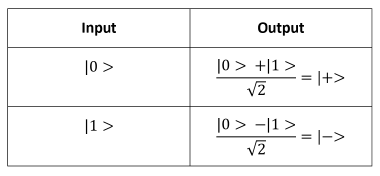 Input Output
|0 > |0 > +|1 > / √2 = |+>
|1 > |0 > −|1 > / √2 = |−>